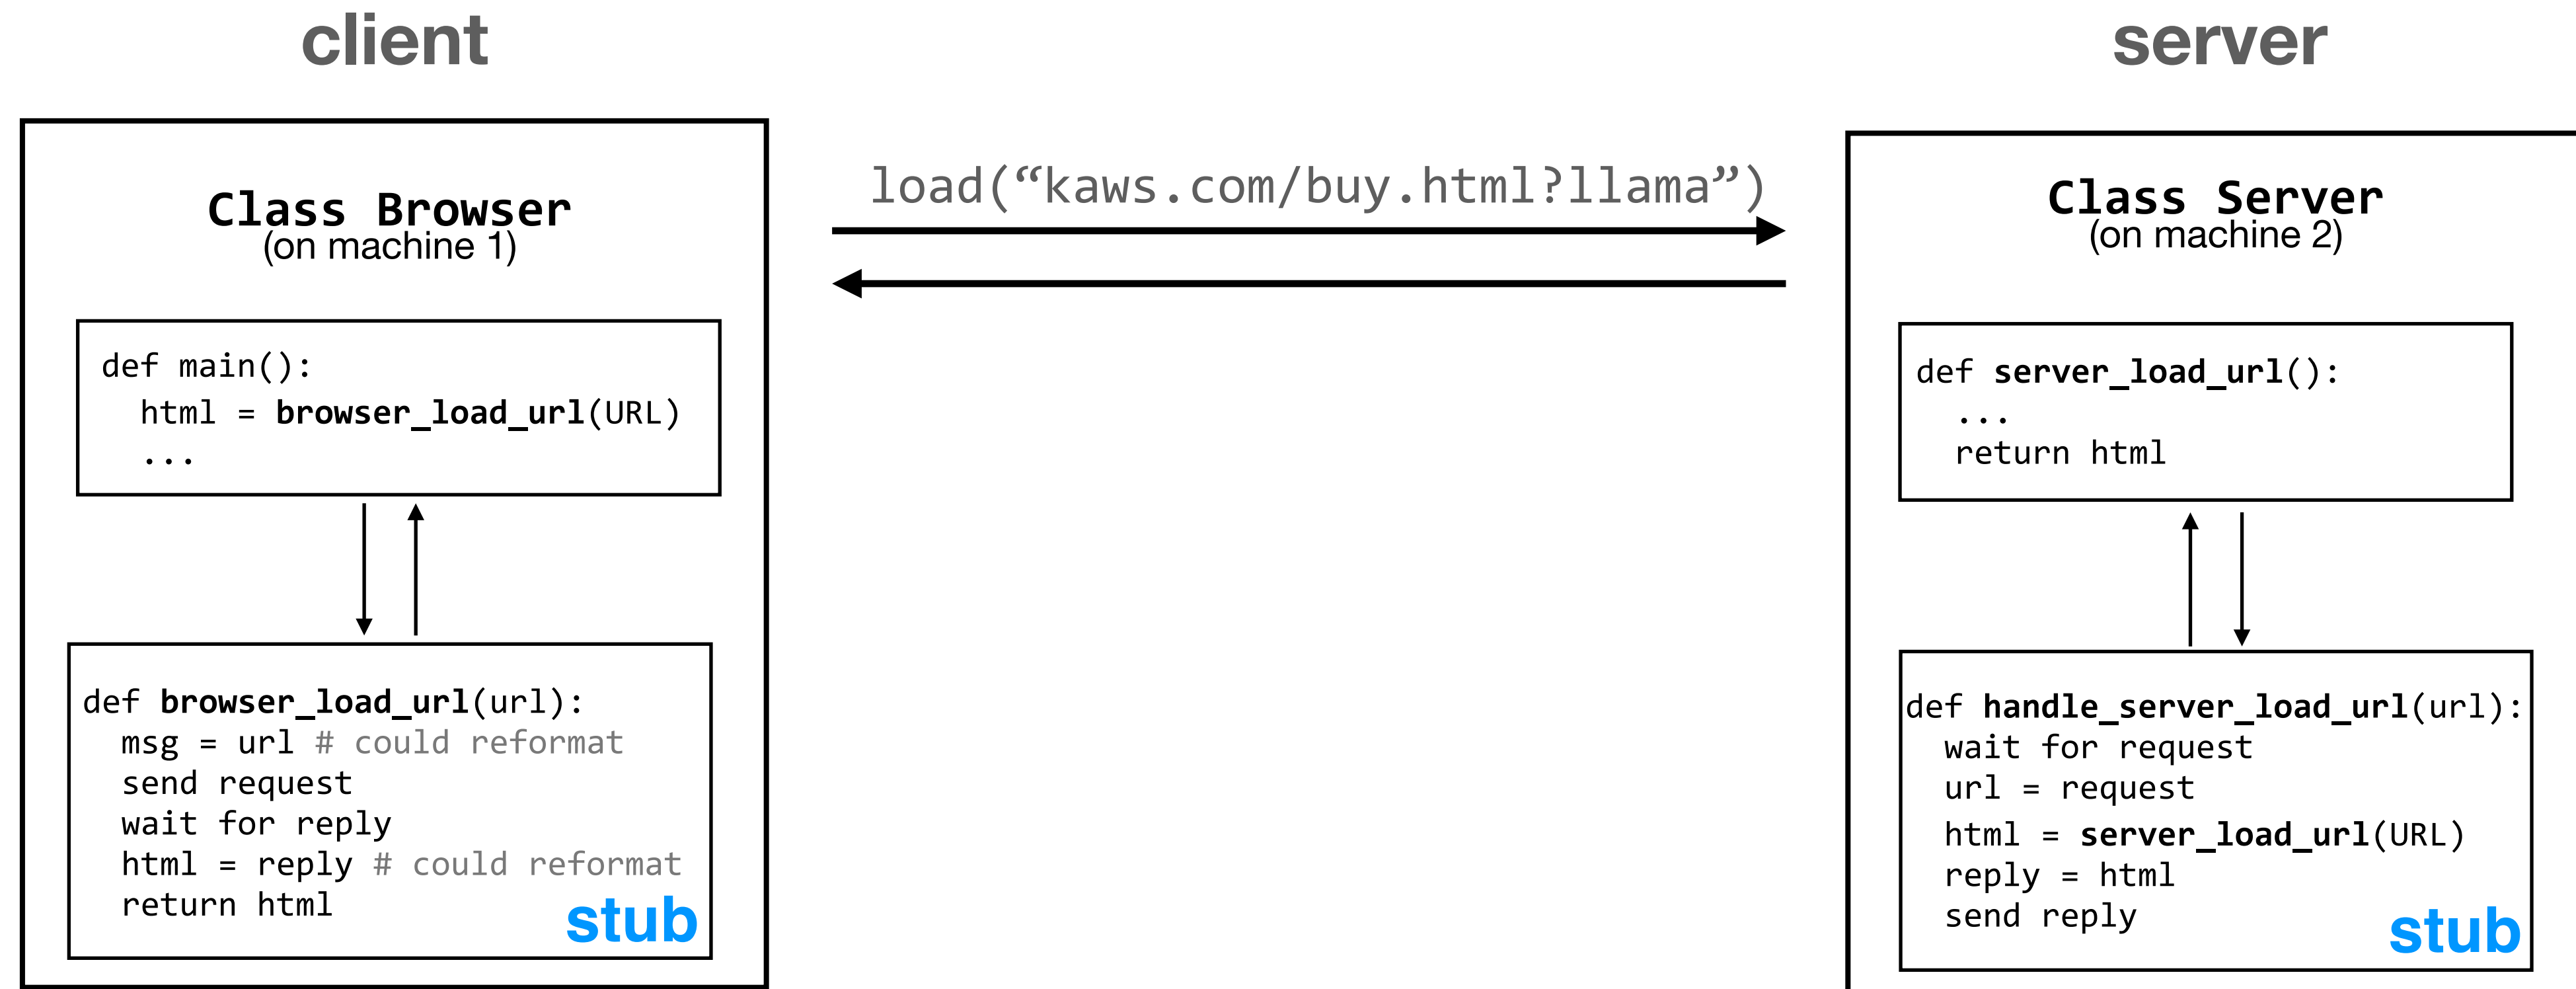 client
server
Class Browser
(on machine 1)
def main():
  html = browser_load_url(URL)
  ...
def browser_load_url(url):
  msg = url # could reformat
  send request
  wait for reply
  html = reply # could reformat
  return html
stub
load(“kaws.com/buy.html?llama”)
Class Server
(on machine 2)
def server_load_url():
  ...
  return html
def handle_server_load_url(url):
  wait for request
  url = request
  html = server_load_url(URL)
  reply = html
  send reply
stub